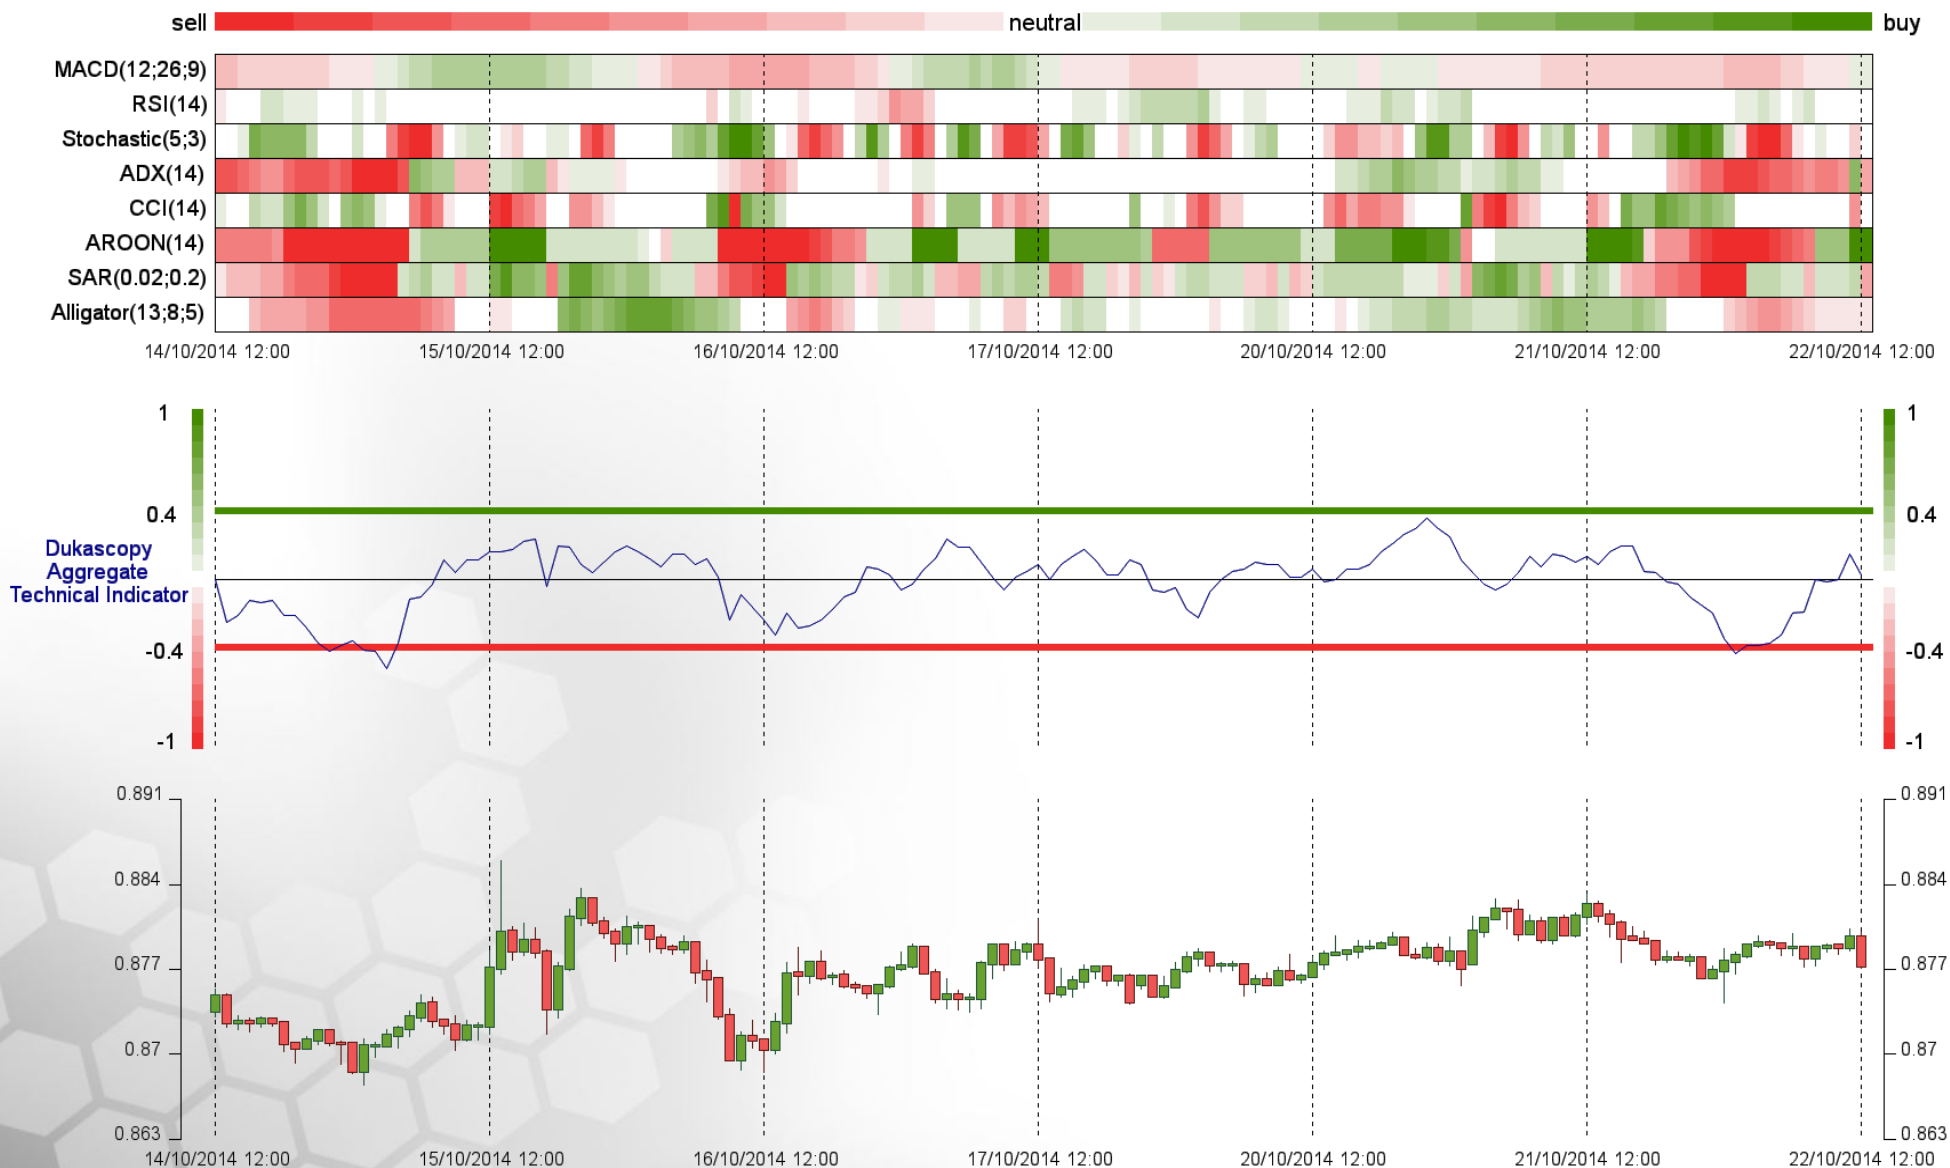 sell neutral buy
MACD(12;26;9)
RSI(14)
Stochastic(5;3)
ADX(14)
CCI(14)
AROON(14)
SAR(0.02;0.2)
Alligator(13;8;5)
14/10/2014 12:00 15/10/2014 12:00 16/10/2014 12:00 17/10/2014 12:00 20/10/2014 12:00 21/10/2014 12:00 22/10/2014 12:00
1 1
0.4 0.4
Dukascopy
Aggregate
Technical Indicator
-0.4 -0.4
-1 -1
0.891 0.891
0.884 0.884
0.877 0.877
0.87 0.87
0.863 0.863
14/10/2014 12:00 15/10/2014 12:00 16/10/2014 12:00 17/10/2014 12:00 20/10/2014 12:00 21/10/2014 12:00 22/10/2014 12:00